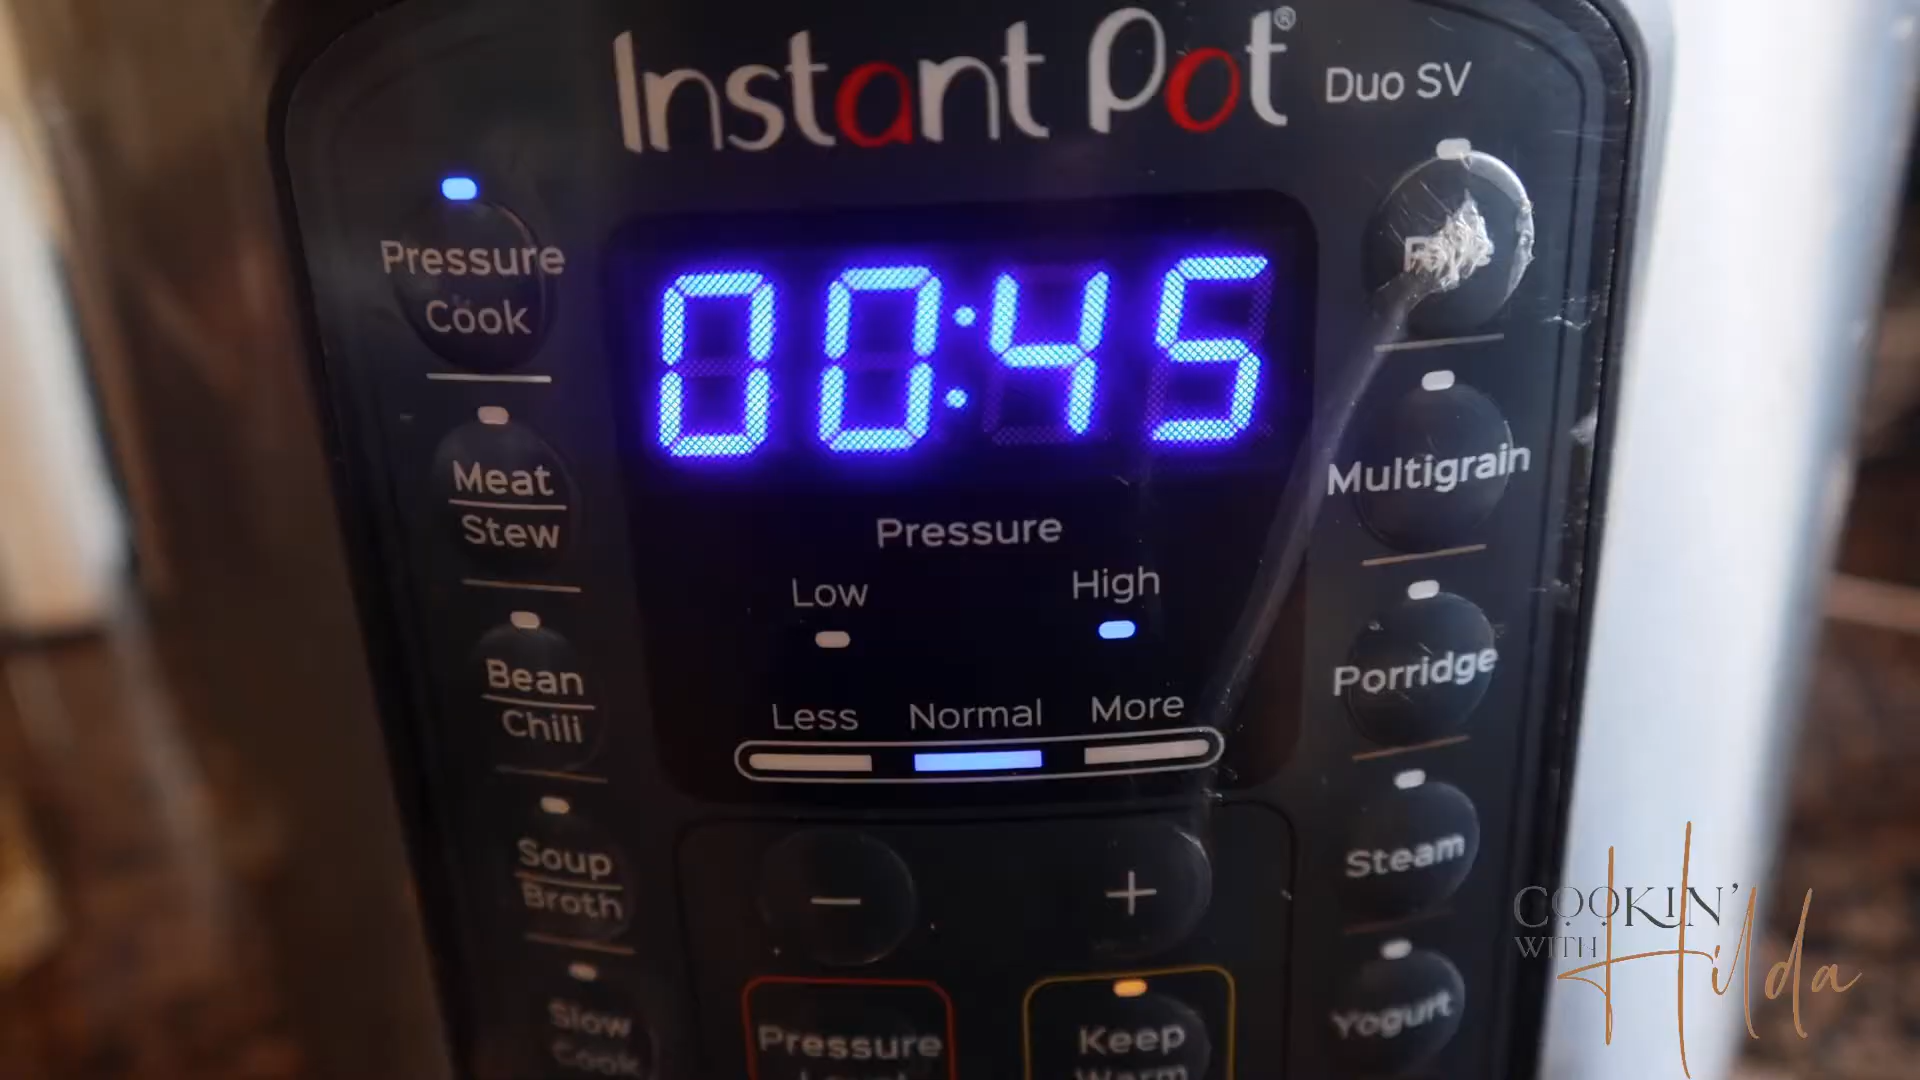 Instant Pot® Duo SV
00:45
Pressure
Cook
Meat
Stew
Bean
Chili
Soup
Broth
Slow
Cook
Pressure
Low High
Less Normal More
− +
Pressure
Keep
Warm
Multigrain
Porridge
Steam
Yogurt
COOKIN'
WITH Hilda